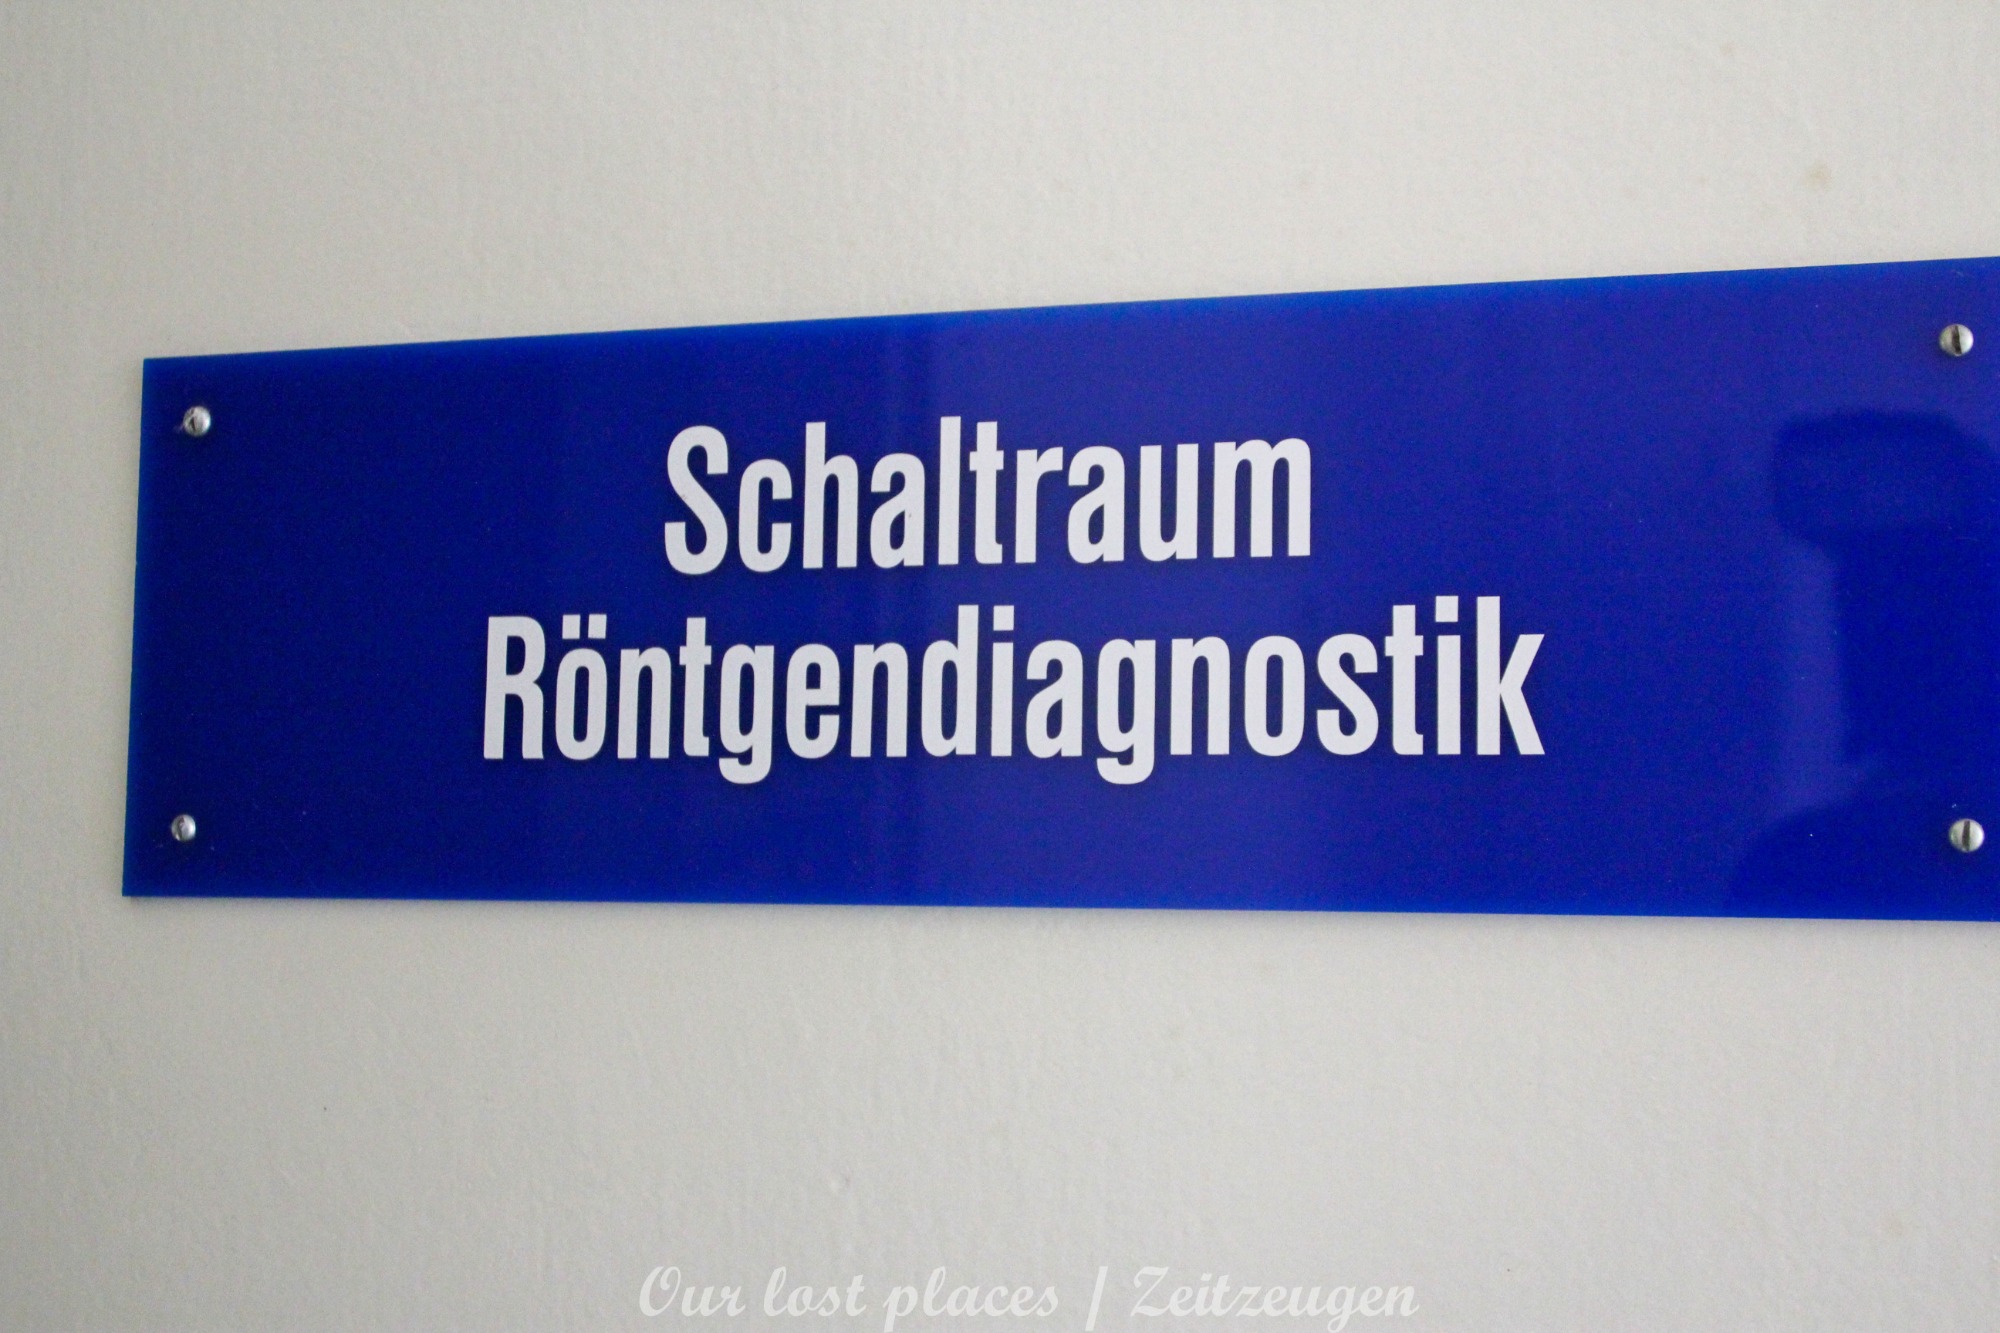 Schaltraum
Röntgendiagnostik
Our lost places / Zeitzeugen